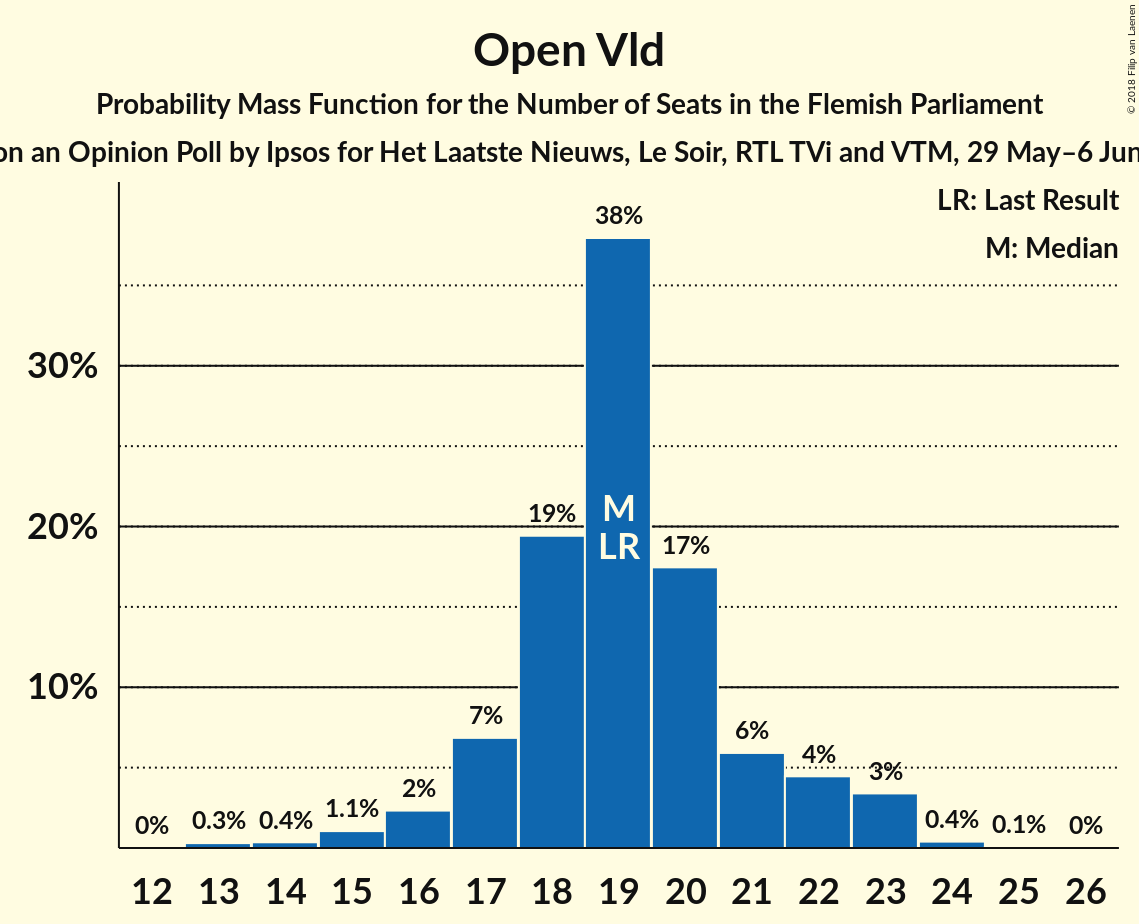 Open Vld
Probability Mass Function for the Number of Seats in the Flemish Parliament
on an Opinion Poll by Ipsos for Het Laatste Nieuws, Le Soir, RTL TVi and VTM, 29 May–6 Jun
© 2018 Filip van Laenen
LR: Last Result
M: Median
38%
30%
20%
10%
19%
M
LR
17%
7%
6%
4%
3%
2%
1.1%
0%
0.3%
0.4%
0.4%
0.1%
0%
12 13 14 15 16 17 18 19 20 21 22 23 24 25 26